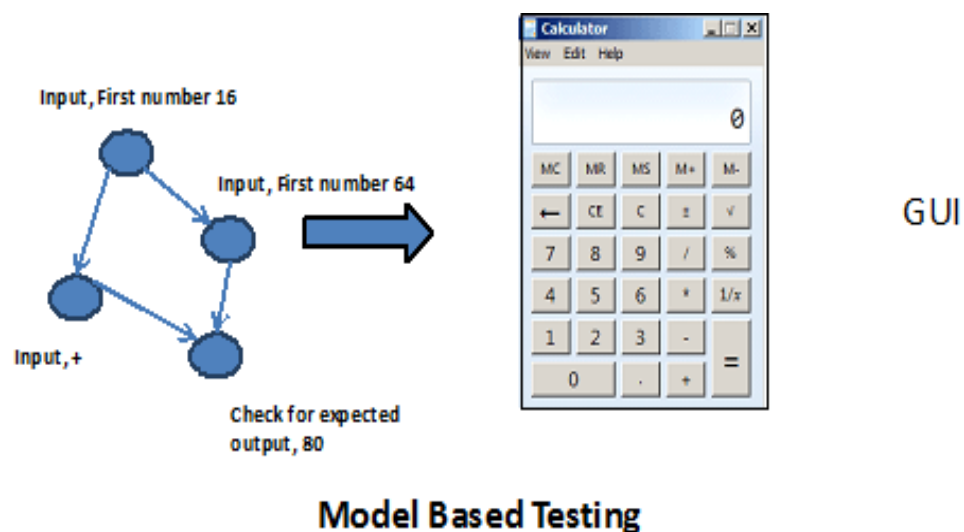 Input, First number 16
Input, First number 64
Input, +
Check for expected
output, 80
Calculator
View Edit Help
0
MC MR MS M+ M-
← CE C ± √
7 8 9 / %
4 5 6 * 1/x
1 2 3 -
=
0 . +
GUI
Model Based Testing